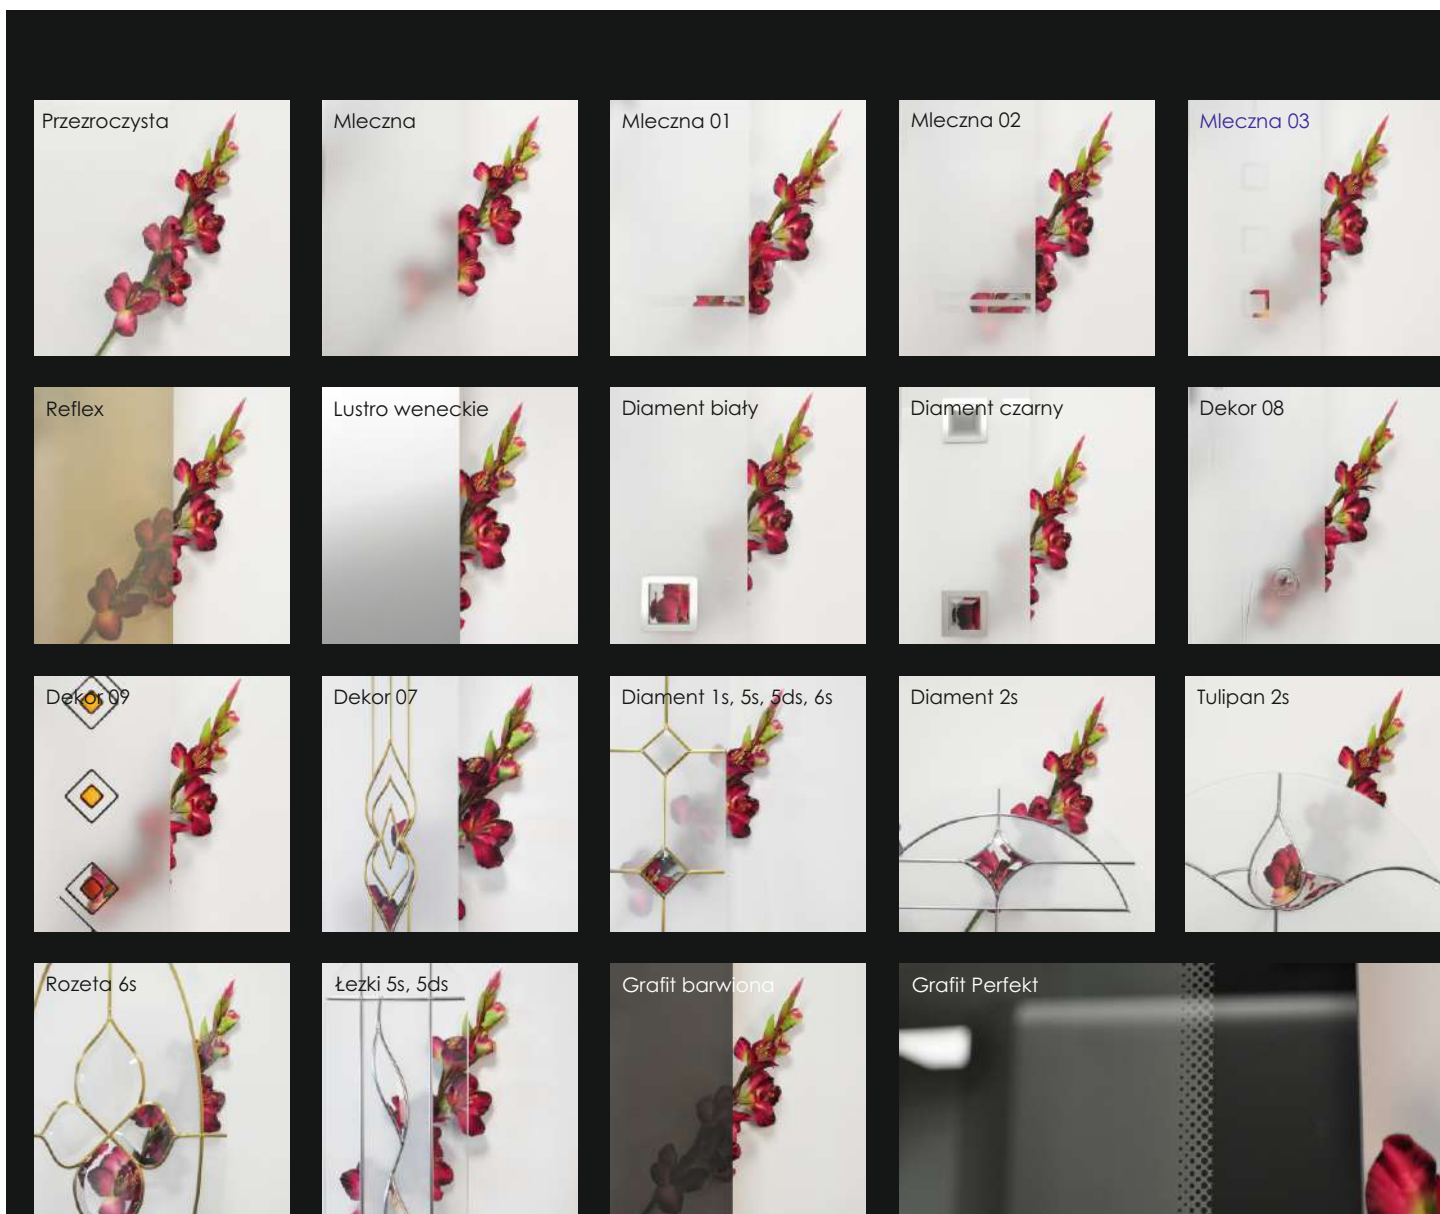 Przezroczysta
Mleczna
Mleczna 01
Mleczna 02
Mleczna 03
Reflex
Lustro weneckie
Diament biały
Diament czarny
Dekor 08
Dekor 09
Dekor 07
Diament 1s, 5s, 5ds, 6s
Diament 2s
Tulipan 2s
Rozeta 6s
Łezki 5s, 5ds
Grafit barwiona
Grafit Perfekt